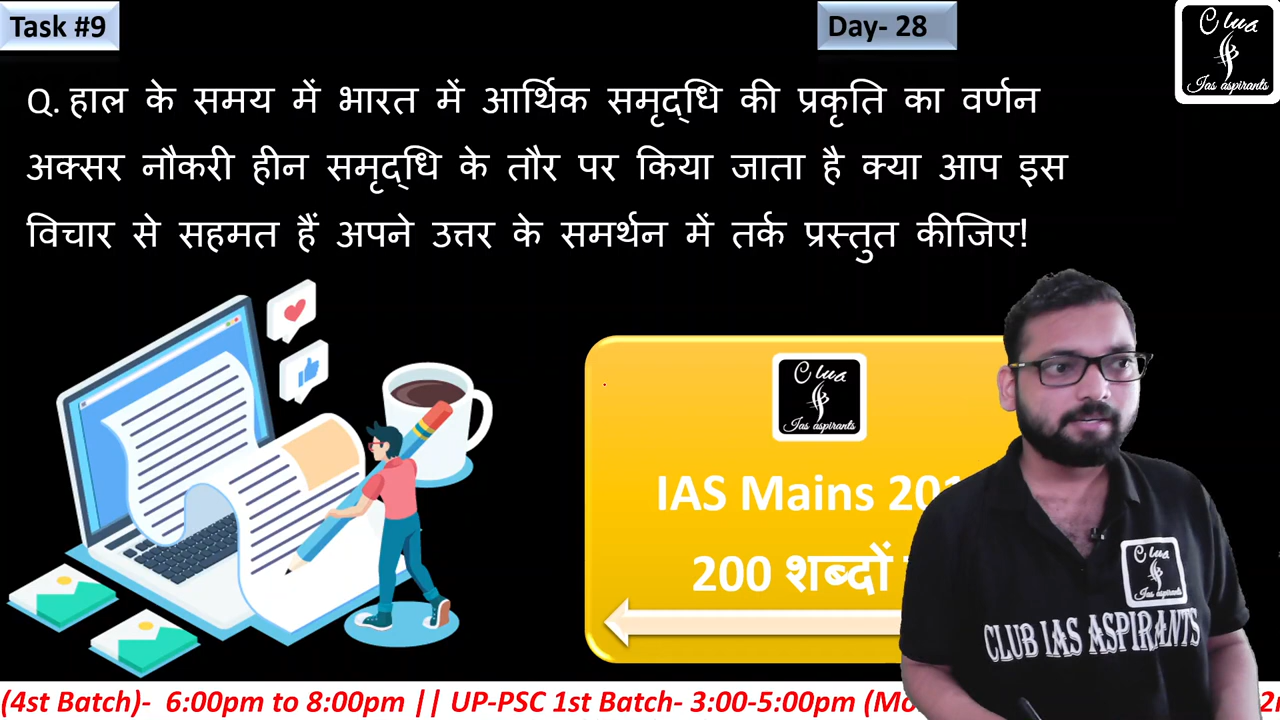 Task #9
Day- 28
Clua
Ias aspirants
Q. हाल के समय में भारत में आर्थिक समृद्धि की प्रकृति का वर्णन
अक्सर नौकरी हीन समृद्धि के तौर पर किया जाता है क्या आप इस
विचार से सहमत हैं अपने उत्तर के समर्थन में तर्क प्रस्तुत कीजिए!
Clua
Ias aspirants
IAS Mains
200 शब्दों
Clua
Ias aspirants
CLUB IAS ASPIRANTS
(4st Batch)- 6:00pm to 8:00pm || UP-PSC 1st Batch- 3:00-5:00pm